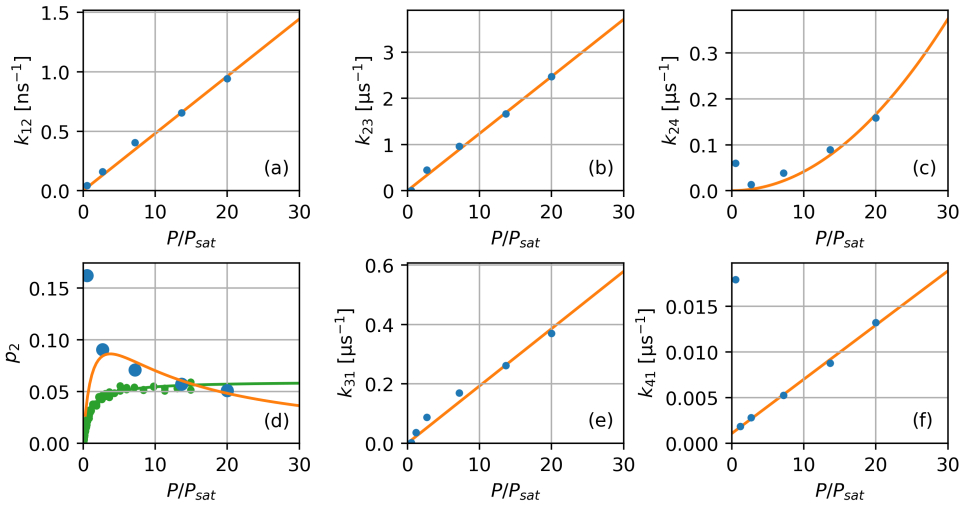 k₁₂ [ns⁻¹]
1.5
1.0
0.5
0.0
0
10
20
30
P/Pₛₐₜ
(a)
k₂₃ [µs⁻¹]
3
2
1
0
0
10
20
30
P/Pₛₐₜ
(b)
k₂₄ [µs⁻¹]
0.3
0.2
0.1
0.0
0
10
20
30
P/Pₛₐₜ
(c)
p₂
0.15
0.10
0.05
0.00
0
10
20
30
P/Pₛₐₜ
(d)
k₃₁ [µs⁻¹]
0.6
0.4
0.2
0.0
0
10
20
30
P/Pₛₐₜ
(e)
k₄₁ [µs⁻¹]
0.015
0.010
0.005
0.000
0
10
20
30
P/Pₛₐₜ
(f)